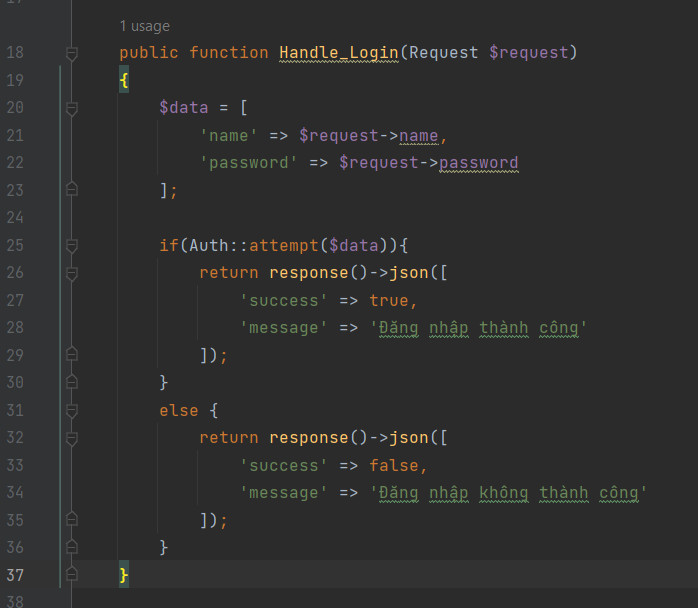 1 usage
18 public function Handle_Login(Request $request)
19 {
20 $data = [
21 'name' => $request->name,
22 'password' => $request->password
23 ];
24
25 if(Auth::attempt($data)){
26 return response()->json([
27 'success' => true,
28 'message' => 'Đăng nhập thành công'
29 ]);
30 }
31 else {
32 return response()->json([
33 'success' => false,
34 'message' => 'Đăng nhập không thành công'
35 ]);
36 }
37 }
38